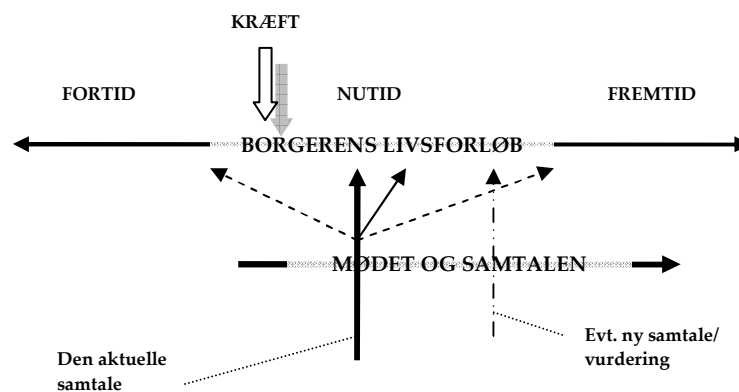 KRÆFT
FORTID NUTID FREMTID
BORGERENS LIVSFORLØB
MØDET OG SAMTALEN
Den aktuelle
samtale
Evt. ny samtale/
vurdering